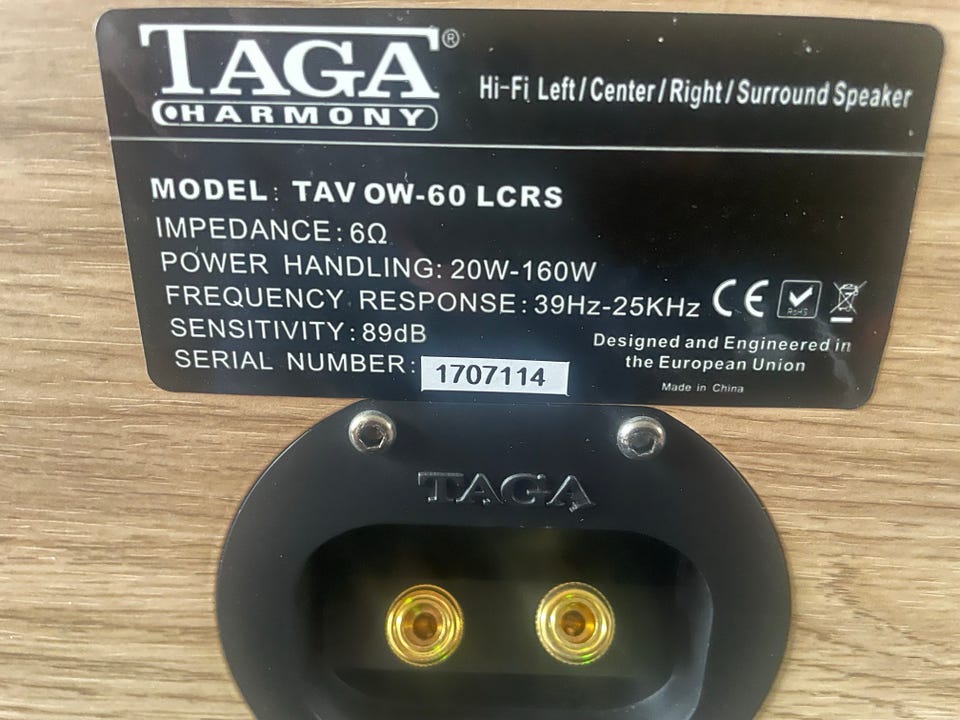 TAGA®
HARMONY
Hi-Fi Left/Center/Right/Surround Speaker
MODEL: TAV OW-60 LCRS
IMPEDANCE: 6Ω
POWER HANDLING: 20W-160W
FREQUENCY RESPONSE: 39Hz-25KHz
CE
RoHS
SENSITIVITY: 89dB
SERIAL NUMBER: 1707114
Designed and Engineered in
the European Union
Made in China
TAGA